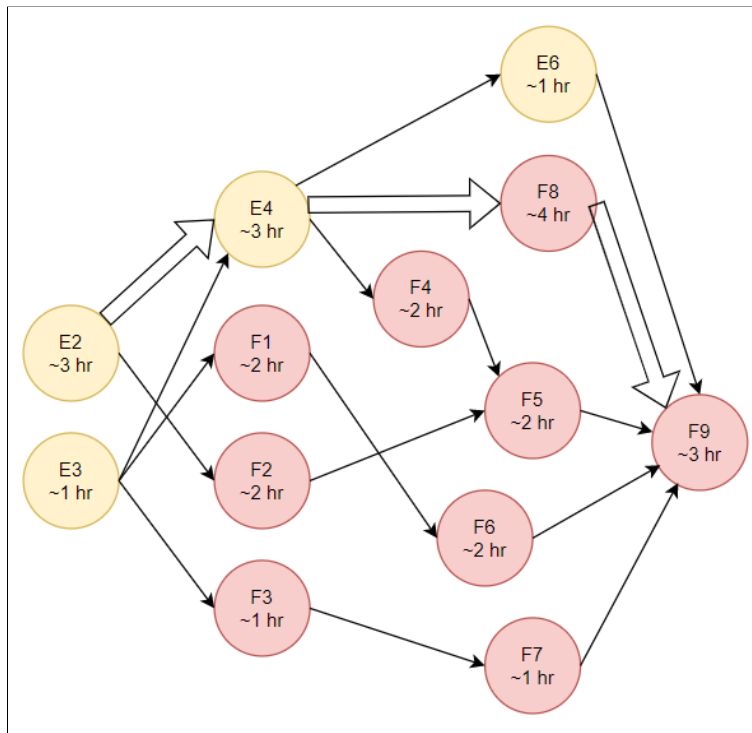 E6
~1 hr
F8
~4 hr
E4
~3 hr
F4
~2 hr
E2
~3 hr
F1
~2 hr
F5
~2 hr
F9
~3 hr
E3
~1 hr
F2
~2 hr
F6
~2 hr
F3
~1 hr
F7
~1 hr